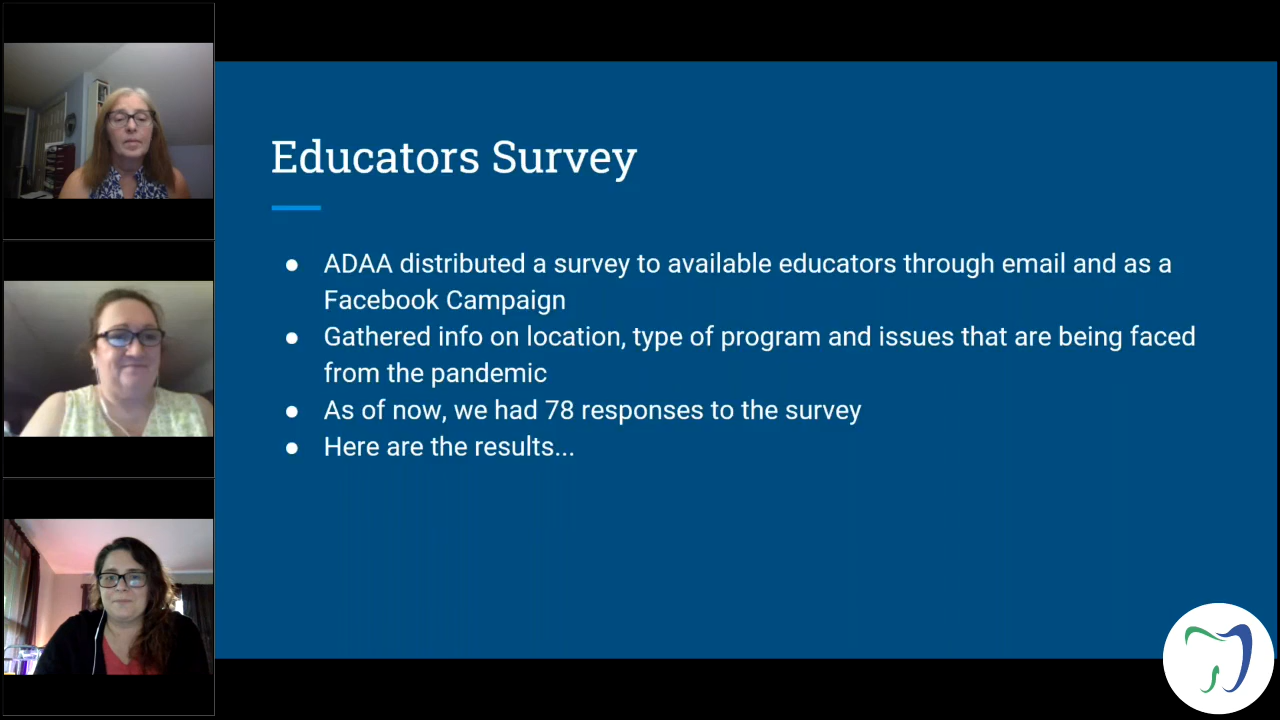 Educators Survey
● ADAA distributed a survey to available educators through email and as a
Facebook Campaign
● Gathered info on location, type of program and issues that are being faced
from the pandemic
● As of now, we had 78 responses to the survey
● Here are the results...